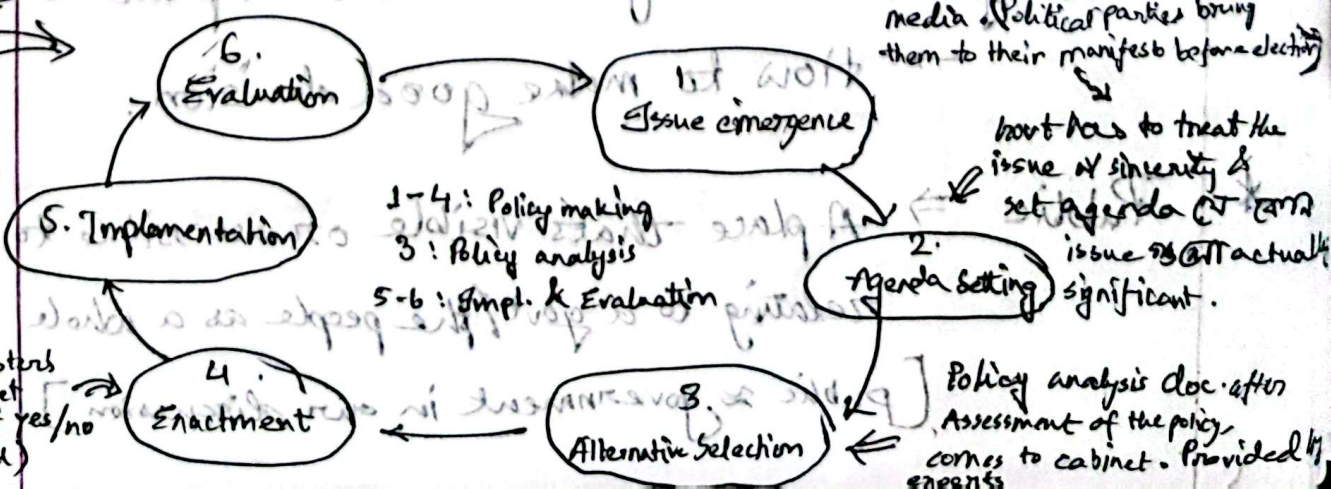 media. Political parties bring
them to their manifesto before election
6.
Evaluation
1
Issue emergence
Govt has to treat the
issue w sincerity &
set agenda
issue actually
significant.
1-4 : Policy making
3 : Policy analysis
5-6 : Impl. & Evaluation
5. Implementation
2.
Agenda Setting
4.
Enactment
yes/no
3.
Alternative Selection
Policy analysis doc. after
Assessment of the policy,
comes to cabinet. Provided by
experts